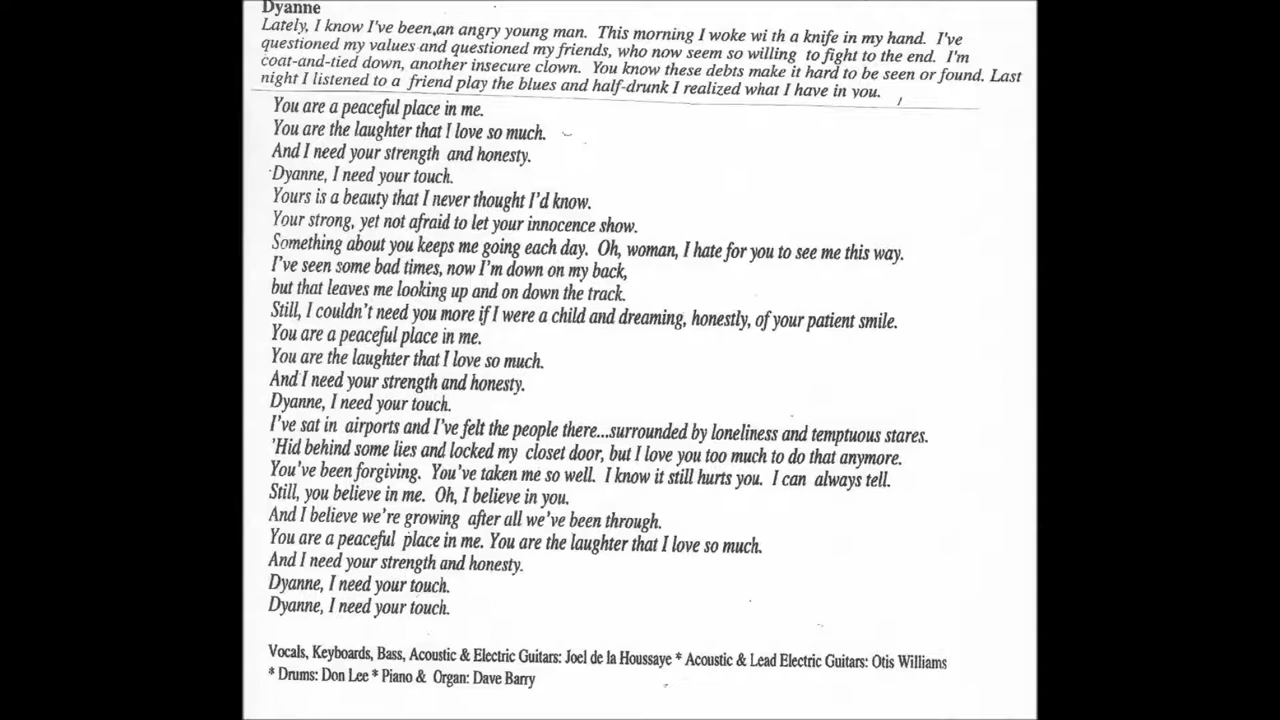 Dyanne
Lately, I know I've been,an angry young man. This morning I woke wi th a knife in my hand. I've
questioned my values and questioned my friends, who now seem so willing to fight to the end. I'm
coat-and-tied down, another insecure clown. You know these debts make it hard to be seen or found. Last
night I listened to a friend play the blues and half-drunk I realized what I have in you.
You are a peaceful place in me.
You are the laughter that I love so much.
And I need your strength and honesty.
Dyanne, I need your touch.
Yours is a beauty that I never thought I'd know.
Your strong, yet not afraid to let your innocence show.
Something about you keeps me going each day. Oh, woman, I hate for you to see me this way.
I've seen some bad times, now I'm down on my back,
but that leaves me looking up and on down the track.
Still, I couldn't need you more if I were a child and dreaming, honestly, of your patient smile.
You are a peaceful place in me.
You are the laughter that I love so much.
And I need your strength and honesty.
Dyanne, I need your touch.
I've sat in airports and I've felt the people there...surrounded by loneliness and temptuous stares.
'Hid behind some lies and locked my closet door, but I love you too much to do that anymore.
You've been forgiving. You've taken me so well. I know it still hurts you. I can always tell.
Still, you believe in me. Oh, I believe in you.
And I believe we're growing after all we've been through.
You are a peaceful place in me. You are the laughter that I love so much.
And I need your strength and honesty.
Dyanne, I need your touch.
Dyanne, I need your touch.
Vocals, Keyboards, Bass, Acoustic & Electric Guitars: Joel de la Houssaye * Acoustic & Lead Electric Guitars: Otis Williams
* Drums: Don Lee * Piano & Organ: Dave Barry